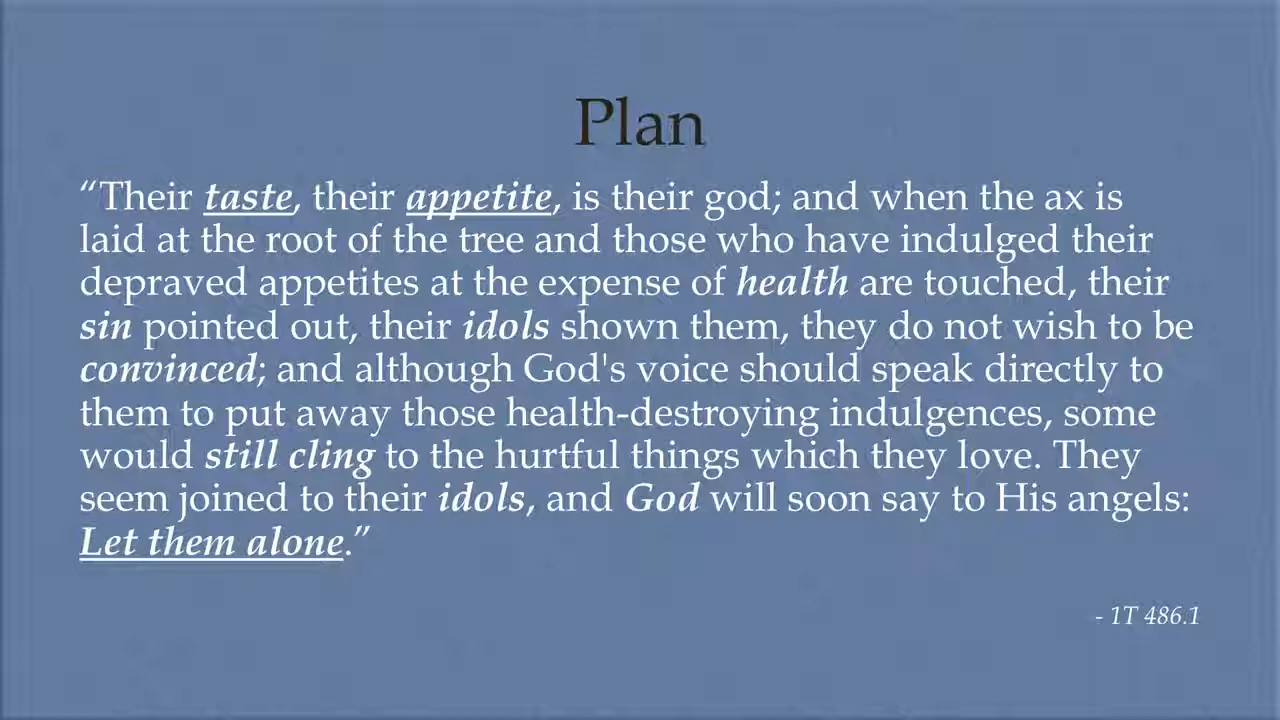 Plan
“Their taste, their appetite, is their god; and when the ax is
laid at the root of the tree and those who have indulged their
depraved appetites at the expense of health are touched, their
sin pointed out, their idols shown them, they do not wish to be
convinced; and although God's voice should speak directly to
them to put away those health-destroying indulgences, some
would still cling to the hurtful things which they love. They
seem joined to their idols, and God will soon say to His angels:
Let them alone.”
- 1T 486.1